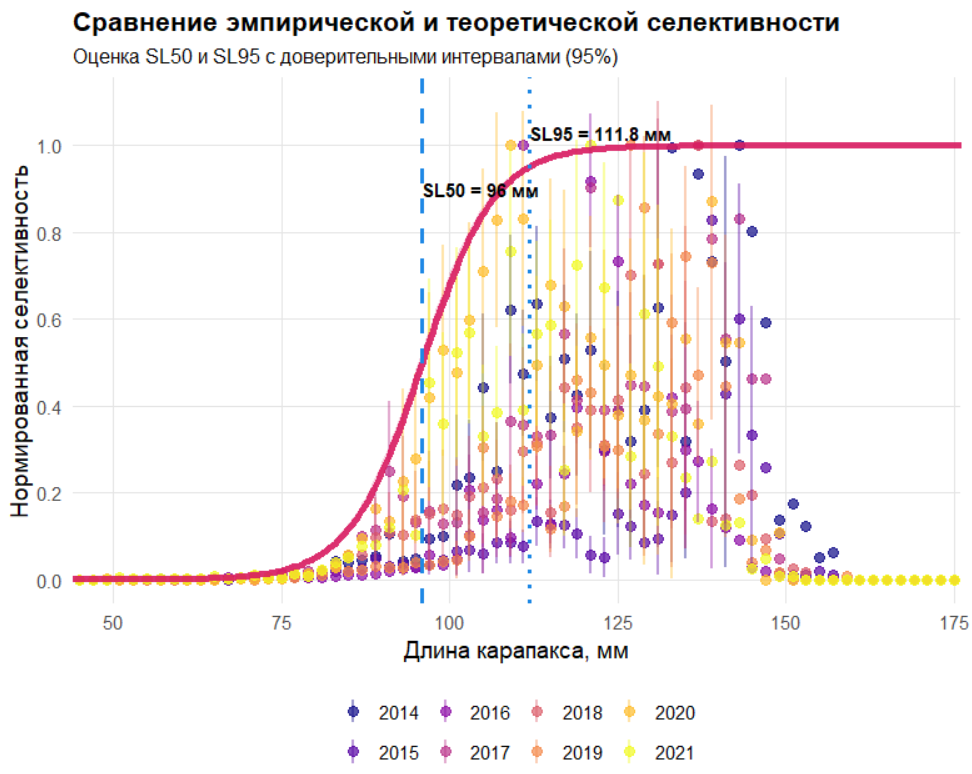 Сравнение эмпирической и теоретической селективности
Оценка SL50 и SL95 с доверительными интервалами (95%)
Нормированная селективность
1.0
0.8
0.6
0.4
0.2
0.0
SL95 = 111.8 мм
SL50 = 96 мм
50 75 100 125 150 175
Длина карапакса, мм
2014 2016 2018 2020
2015 2017 2019 2021